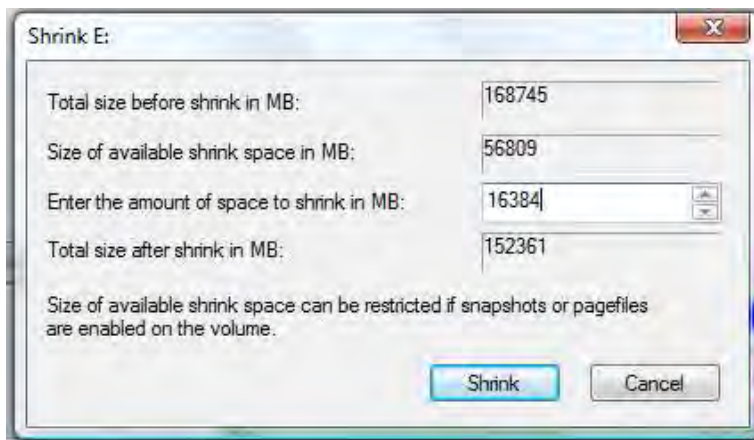 Shrink E:
Total size before shrink in MB: 168745
Size of available shrink space in MB: 56809
Enter the amount of space to shrink in MB: 16384
Total size after shrink in MB: 152361
Size of available shrink space can be restricted if snapshots or pagefiles
are enabled on the volume.
Shrink Cancel